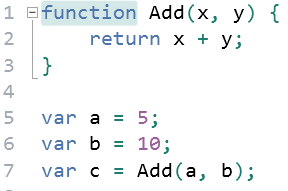 1 function Add(x, y) {
2     return x + y;
3 }
4
5 var a = 5;
6 var b = 10;
7 var c = Add(a, b);